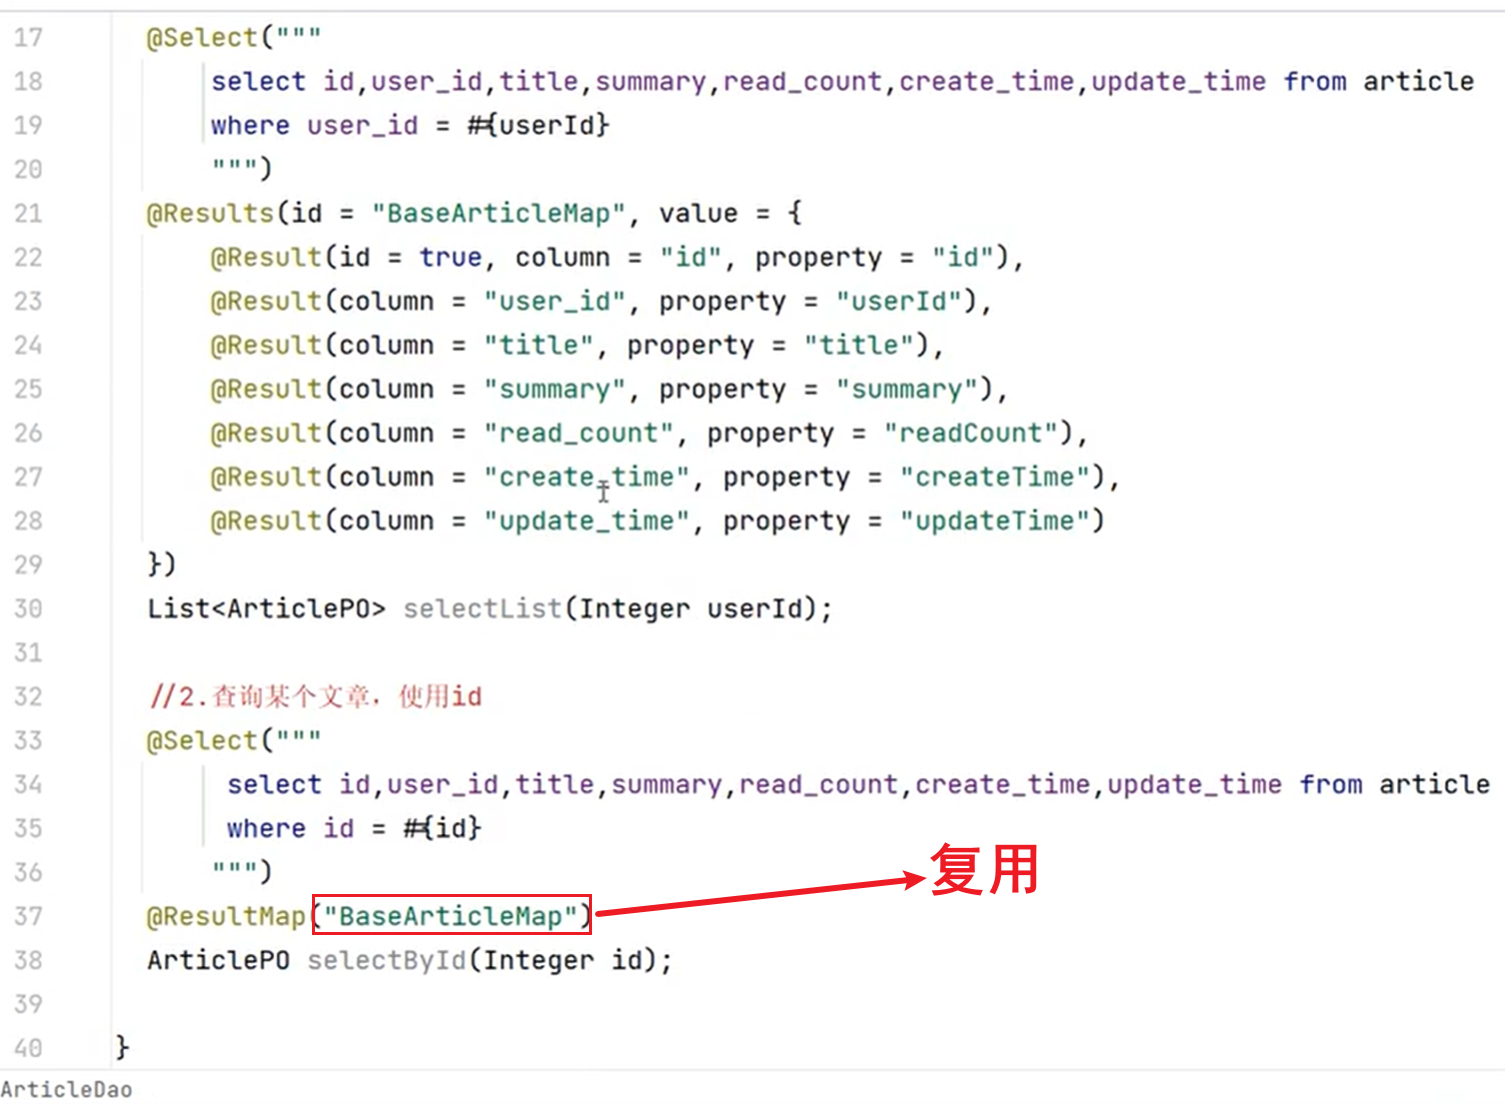 17 @Select("""
18 select id,user_id,title,summary,read_count,create_time,update_time from article
19 where user_id = #{userId}
20 """)
21 @Results(id = "BaseArticleMap", value = {
22 @Result(id = true, column = "id", property = "id"),
23 @Result(column = "user_id", property = "userId"),
24 @Result(column = "title", property = "title"),
25 @Result(column = "summary", property = "summary"),
26 @Result(column = "read_count", property = "readCount"),
27 @Result(column = "create_time", property = "createTime"),
28 @Result(column = "update_time", property = "updateTime")
29 })
30 List<ArticlePO> selectList(Integer userId);
31
32 //2.查询某个文章，使用id
33 @Select("""
34 select id,user_id,title,summary,read_count,create_time,update_time from article
35 where id = #{id}
36 """)
复用
37 @ResultMap("BaseArticleMap")
38 ArticlePO selectById(Integer id);
39
40 }
ArticleDao